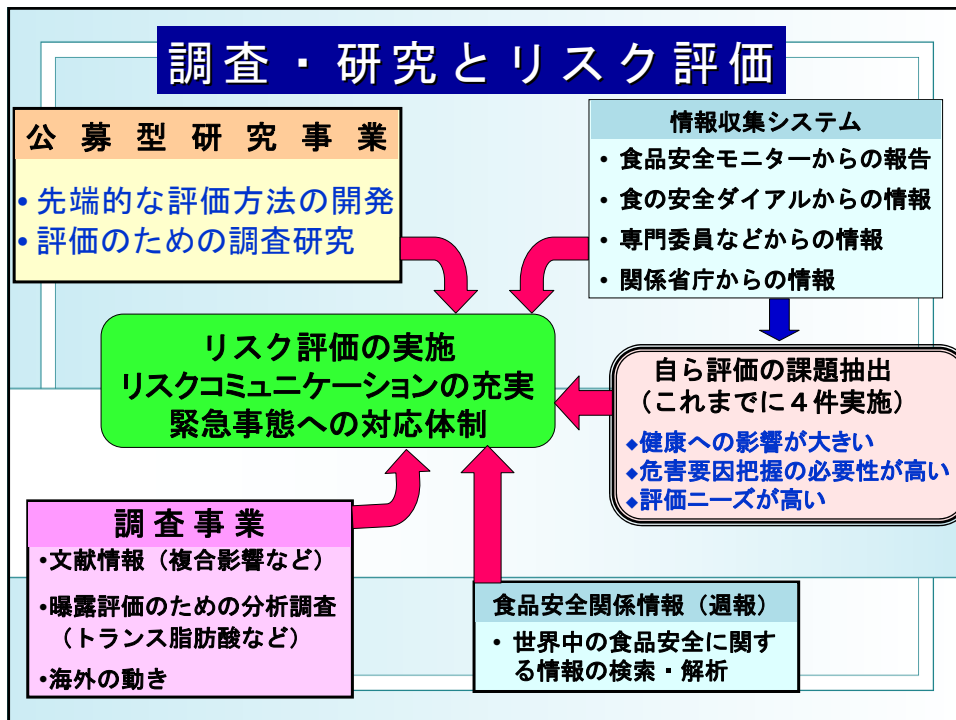 調査・研究とリスク評価
公募型研究事業
• 先端的な評価方法の開発
• 評価のための調査研究
情報収集システム
• 食品安全モニターからの報告
• 食の安全ダイアルからの情報
• 専門委員などからの情報
• 関係省庁からの情報
リスク評価の実施
リスクコミュニケーションの充実
緊急事態への対応体制
自ら評価の課題抽出
（これまでに４件実施）
◆健康への影響が大きい
◆危害要因把握の必要性が高い
◆評価ニーズが高い
調査事業
•文献情報（複合影響など）
•曝露評価のための分析調査
（トランス脂肪酸など）
•海外の動き
食品安全関係情報（週報）
• 世界中の食品安全に関す
る情報の検索・解析